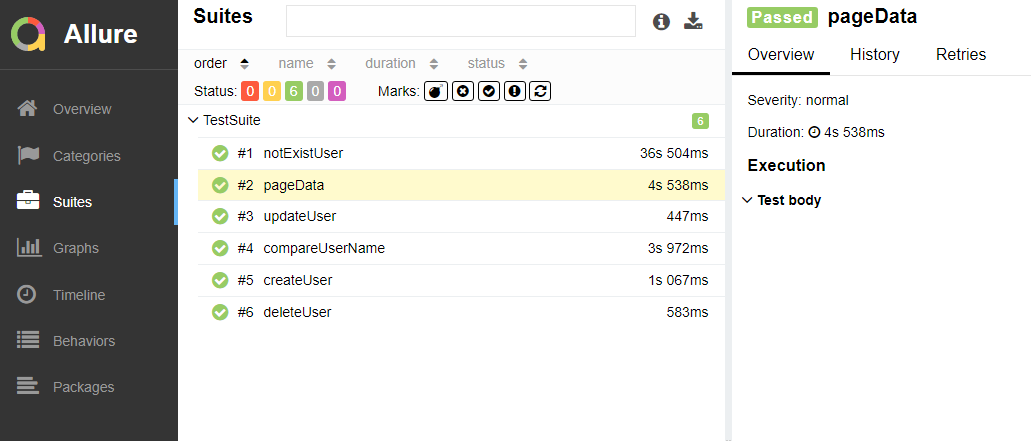 Allure
Overview
Categories
Suites
Graphs
Timeline
Behaviors
Packages
Suites
order name duration status
Status: 0 0 6 0 0 Marks:
TestSuite 6
#1 notExistUser 36s 504ms
#2 pageData 4s 538ms
#3 updateUser 447ms
#4 compareUserName 3s 972ms
#5 createUser 1s 067ms
#6 deleteUser 583ms
Passed pageData
Overview History Retries
Severity: normal
Duration: 4s 538ms
Execution
Test body